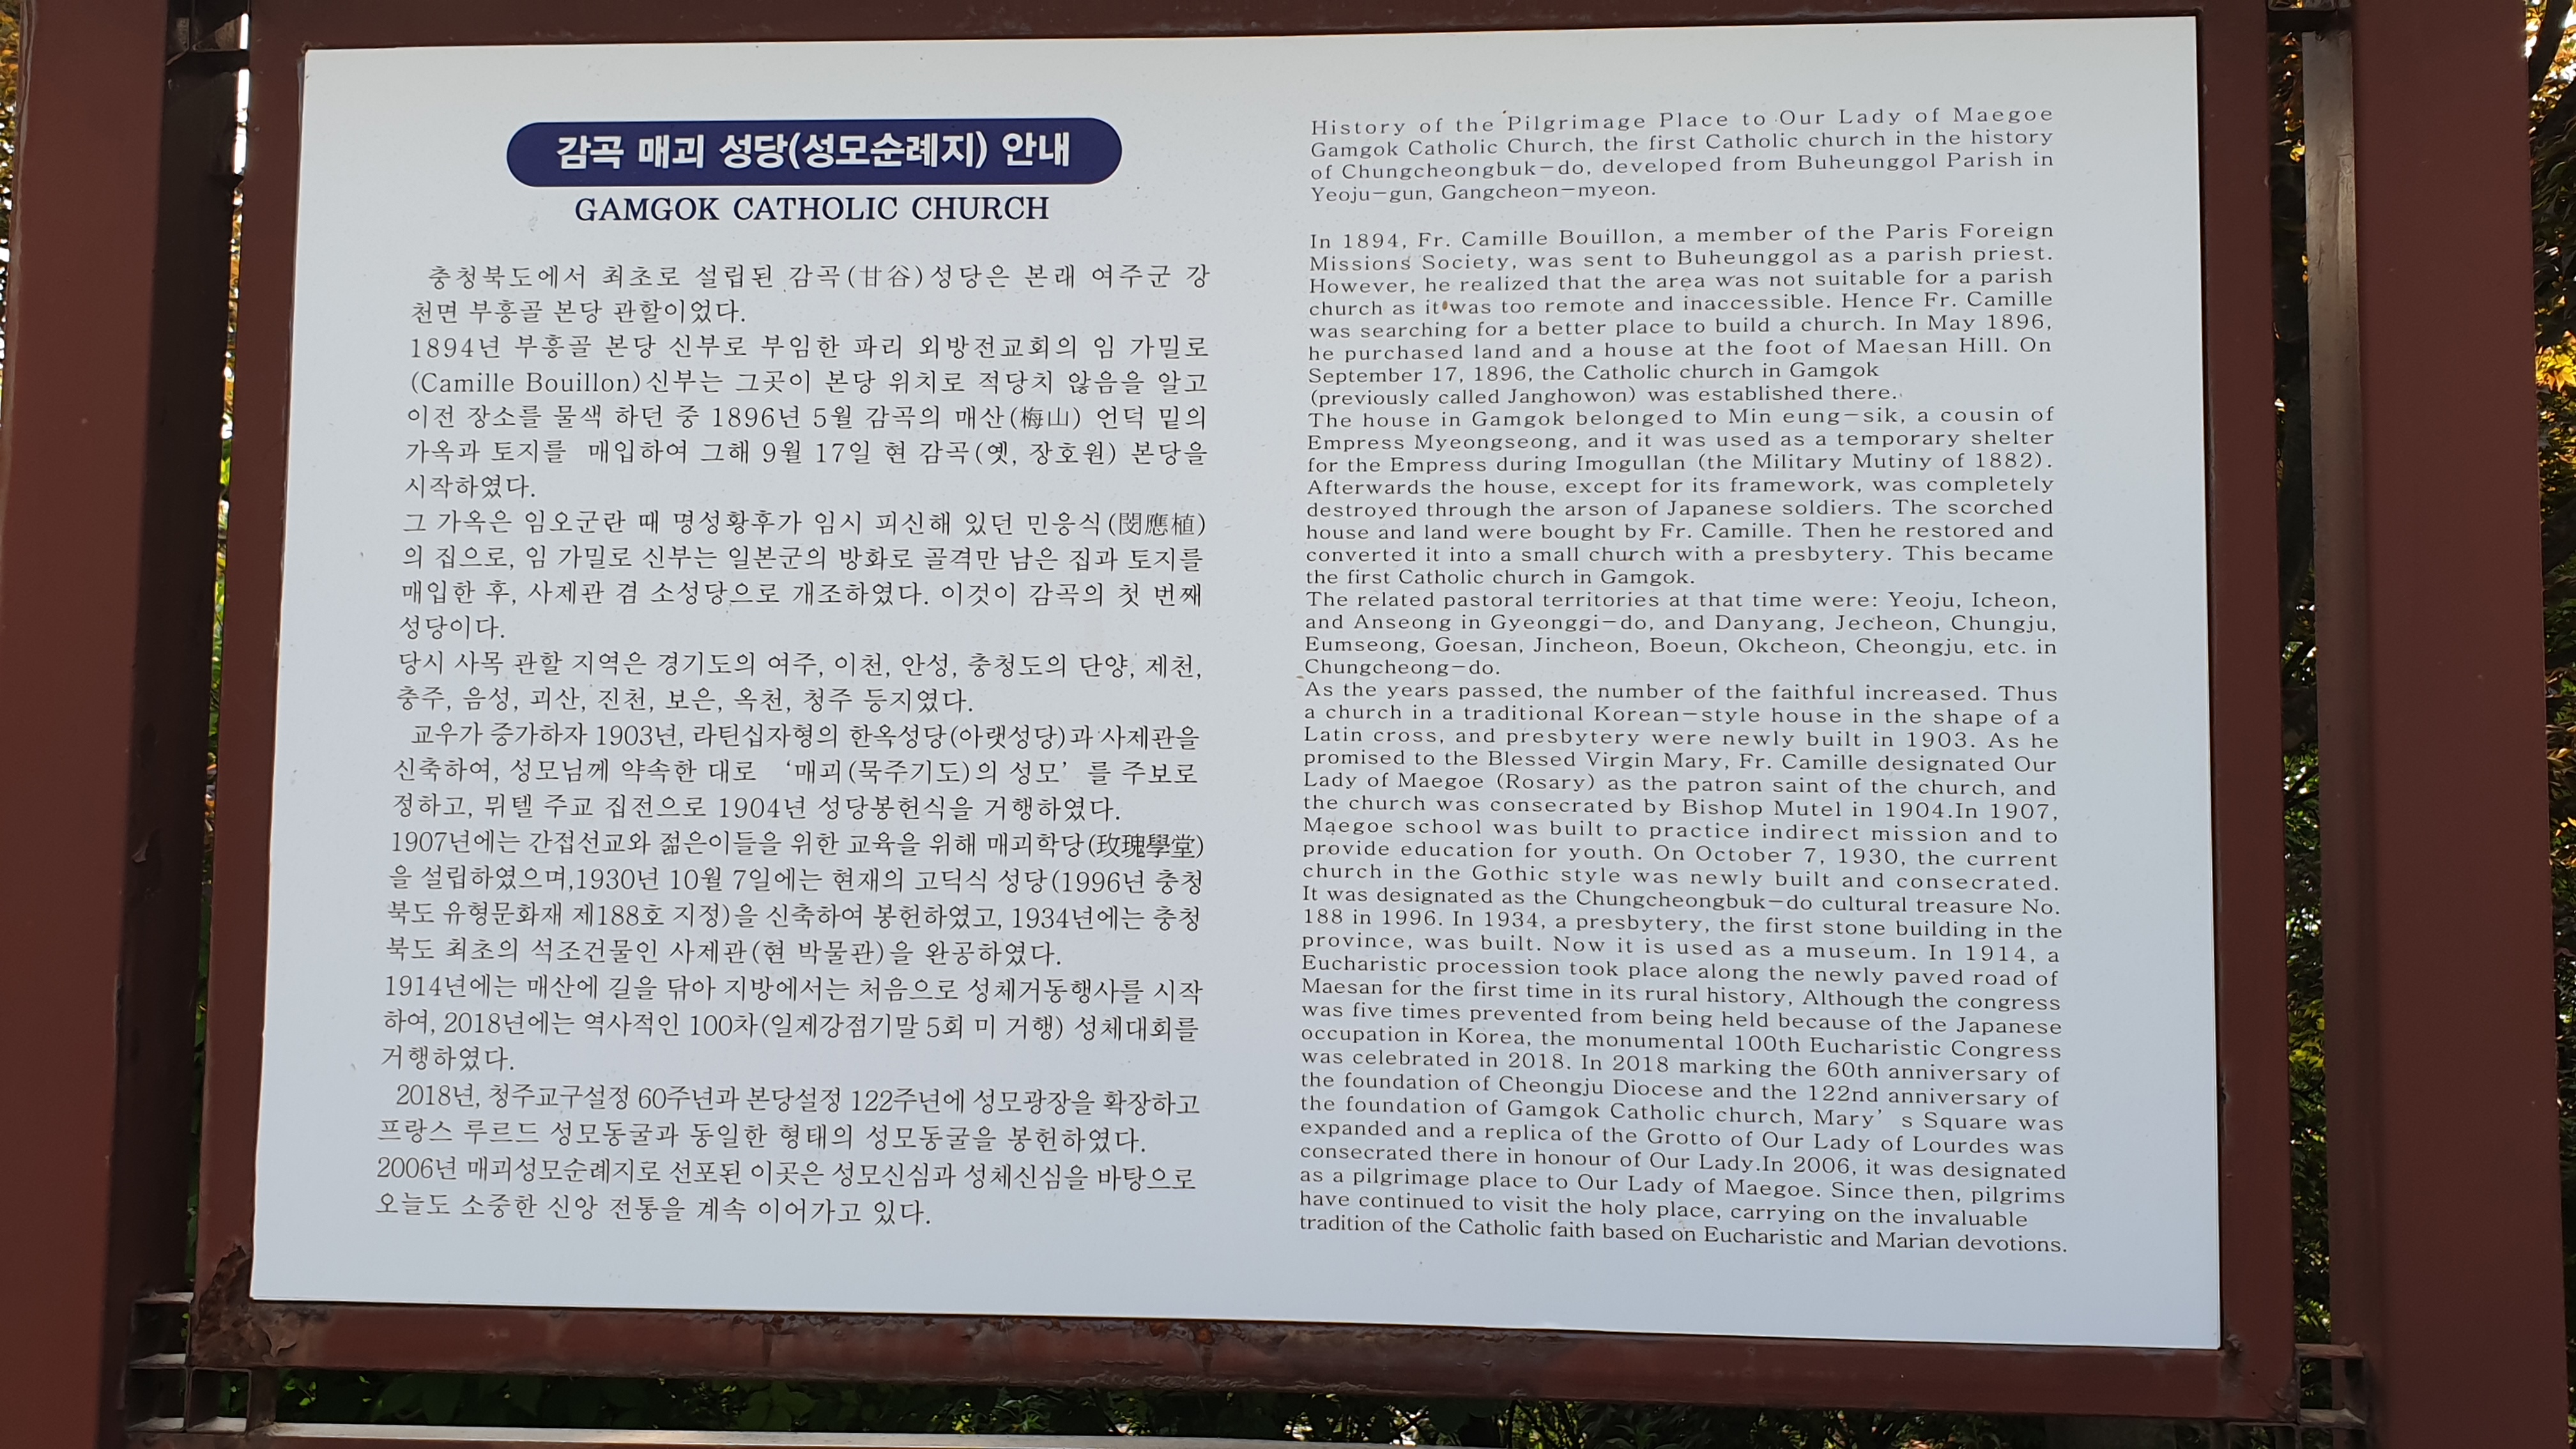 감곡 매괴 성당(성모순례지) 안내
GAMGOK CATHOLIC CHURCH
충청북도에서 최초로 설립된 감곡(甘谷)성당은 본래 여주군 강
천면 부흥골 본당 관할이었다.
1894년 부흥골 본당 신부로 부임한 파리 외방전교회의 임 가밀로
(Camille Bouillon)신부는 그곳이 본당 위치로 적당치 않음을 알고
이전 장소를 물색 하던 중 1896년 5월 감곡의 매산(梅山) 언덕 밑의
가옥과 토지를 매입하여 그해 9월 17일 현 감곡(옛, 장호원) 본당을
시작하였다.
그 가옥은 임오군란 때 명성황후가 임시 피신해 있던 민응식(閔應植)
의 집으로, 임 가밀로 신부는 일본군의 방화로 골격만 남은 집과 토지를
매입한 후, 사제관 겸 소성당으로 개조하였다. 이것이 감곡의 첫 번째
성당이다.
당시 사목 관할 지역은 경기도의 여주, 이천, 안성, 충청도의 단양, 제천,
충주, 음성, 괴산, 진천, 보은, 옥천, 청주 등지였다.
교우가 증가하자 1903년, 라틴십자형의 한옥성당(아랫성당)과 사제관을
신축하여, 성모님께 약속한 대로 ‘매괴(묵주기도)의 성모’ 를 주보로
정하고, 뮈텔 주교 집전으로 1904년 성당봉헌식을 거행하였다.
1907년에는 간접선교와 젊은이들을 위한 교육을 위해 매괴학당(玫瑰學堂)
을 설립하였으며,1930년 10월 7일에는 현재의 고딕식 성당(1996년 충청
북도 유형문화재 제188호 지정)을 신축하여 봉헌하였고, 1934년에는 충청
북도 최초의 석조건물인 사제관(현 박물관)을 완공하였다.
1914년에는 매산에 길을 닦아 지방에서는 처음으로 성체거동행사를 시작
하여, 2018년에는 역사적인 100차(일제강점기말 5회 미 거행) 성체대회를
거행하였다.
2018년, 청주교구설정 60주년과 본당설정 122주년에 성모광장을 확장하고
프랑스 루르드 성모동굴과 동일한 형태의 성모동굴을 봉헌하였다.
2006년 매괴성모순례지로 선포된 이곳은 성모신심과 성체신심을 바탕으로
오늘도 소중한 신앙 전통을 계속 이어가고 있다.
History of the Pilgrimage Place to Our Lady of Maegoe
Gamgok Catholic Church, the first Catholic church in the history
of Chungcheongbuk-do, developed from Buheunggol Parish in
Yeoju-gun, Gangcheon-myeon.
In 1894, Fr. Camille Bouillon, a member of the Paris Foreign
Missions Society, was sent to Buheunggol as a parish priest.
However, he realized that the area was not suitable for a parish
church as it was too remote and inaccessible. Hence Fr. Camille
was searching for a better place to build a church. In May 1896,
he purchased land and a house at the foot of Maesan Hill. On
September 17, 1896, the Catholic church in Gamgok
(previously called Janghowon) was established there.
The house in Gamgok belonged to Min eung-sik, a cousin of
Empress Myeongseong, and it was used as a temporary shelter
for the Empress during Imogullan (the Military Mutiny of 1882).
Afterwards the house, except for its framework, was completely
destroyed through the arson of Japanese soldiers. The scorched
house and land were bought by Fr. Camille. Then he restored and
converted it into a small church with a presbytery. This became
the first Catholic church in Gamgok.
The related pastoral territories at that time were: Yeoju, Icheon,
and Anseong in Gyeonggi-do, and Danyang, Jecheon, Chungju,
Eumseong, Goesan, Jincheon, Boeun, Okcheon, Cheongju, etc. in
Chungcheong-do.
As the years passed, the number of the faithful increased. Thus
a church in a traditional Korean-style house in the shape of a
Latin cross, and presbytery were newly built in 1903. As he
promised to the Blessed Virgin Mary, Fr. Camille designated Our
Lady of Maegoe (Rosary) as the patron saint of the church, and
the church was consecrated by Bishop Mutel in 1904.In 1907,
Maegoe school was built to practice indirect mission and to
provide education for youth. On October 7, 1930, the current
church in the Gothic style was newly built and consecrated.
It was designated as the Chungcheongbuk-do cultural treasure No.
188 in 1996. In 1934, a presbytery, the first stone building in the
province, was built. Now it is used as a museum. In 1914, a
Eucharistic procession took place along the newly paved road of
Maesan for the first time in its rural history, Although the congress
was five times prevented from being held because of the Japanese
occupation in Korea, the monumental 100th Eucharistic Congress
was celebrated in 2018. In 2018 marking the 60th anniversary of
the foundation of Cheongju Diocese and the 122nd anniversary of
the foundation of Gamgok Catholic church, Mary’ s Square was
expanded and a replica of the Grotto of Our Lady of Lourdes was
consecrated there in honour of Our Lady.In 2006, it was designated
as a pilgrimage place to Our Lady of Maegoe. Since then, pilgrims
have continued to visit the holy place, carrying on the invaluable
tradition of the Catholic faith based on Eucharistic and Marian devotions.